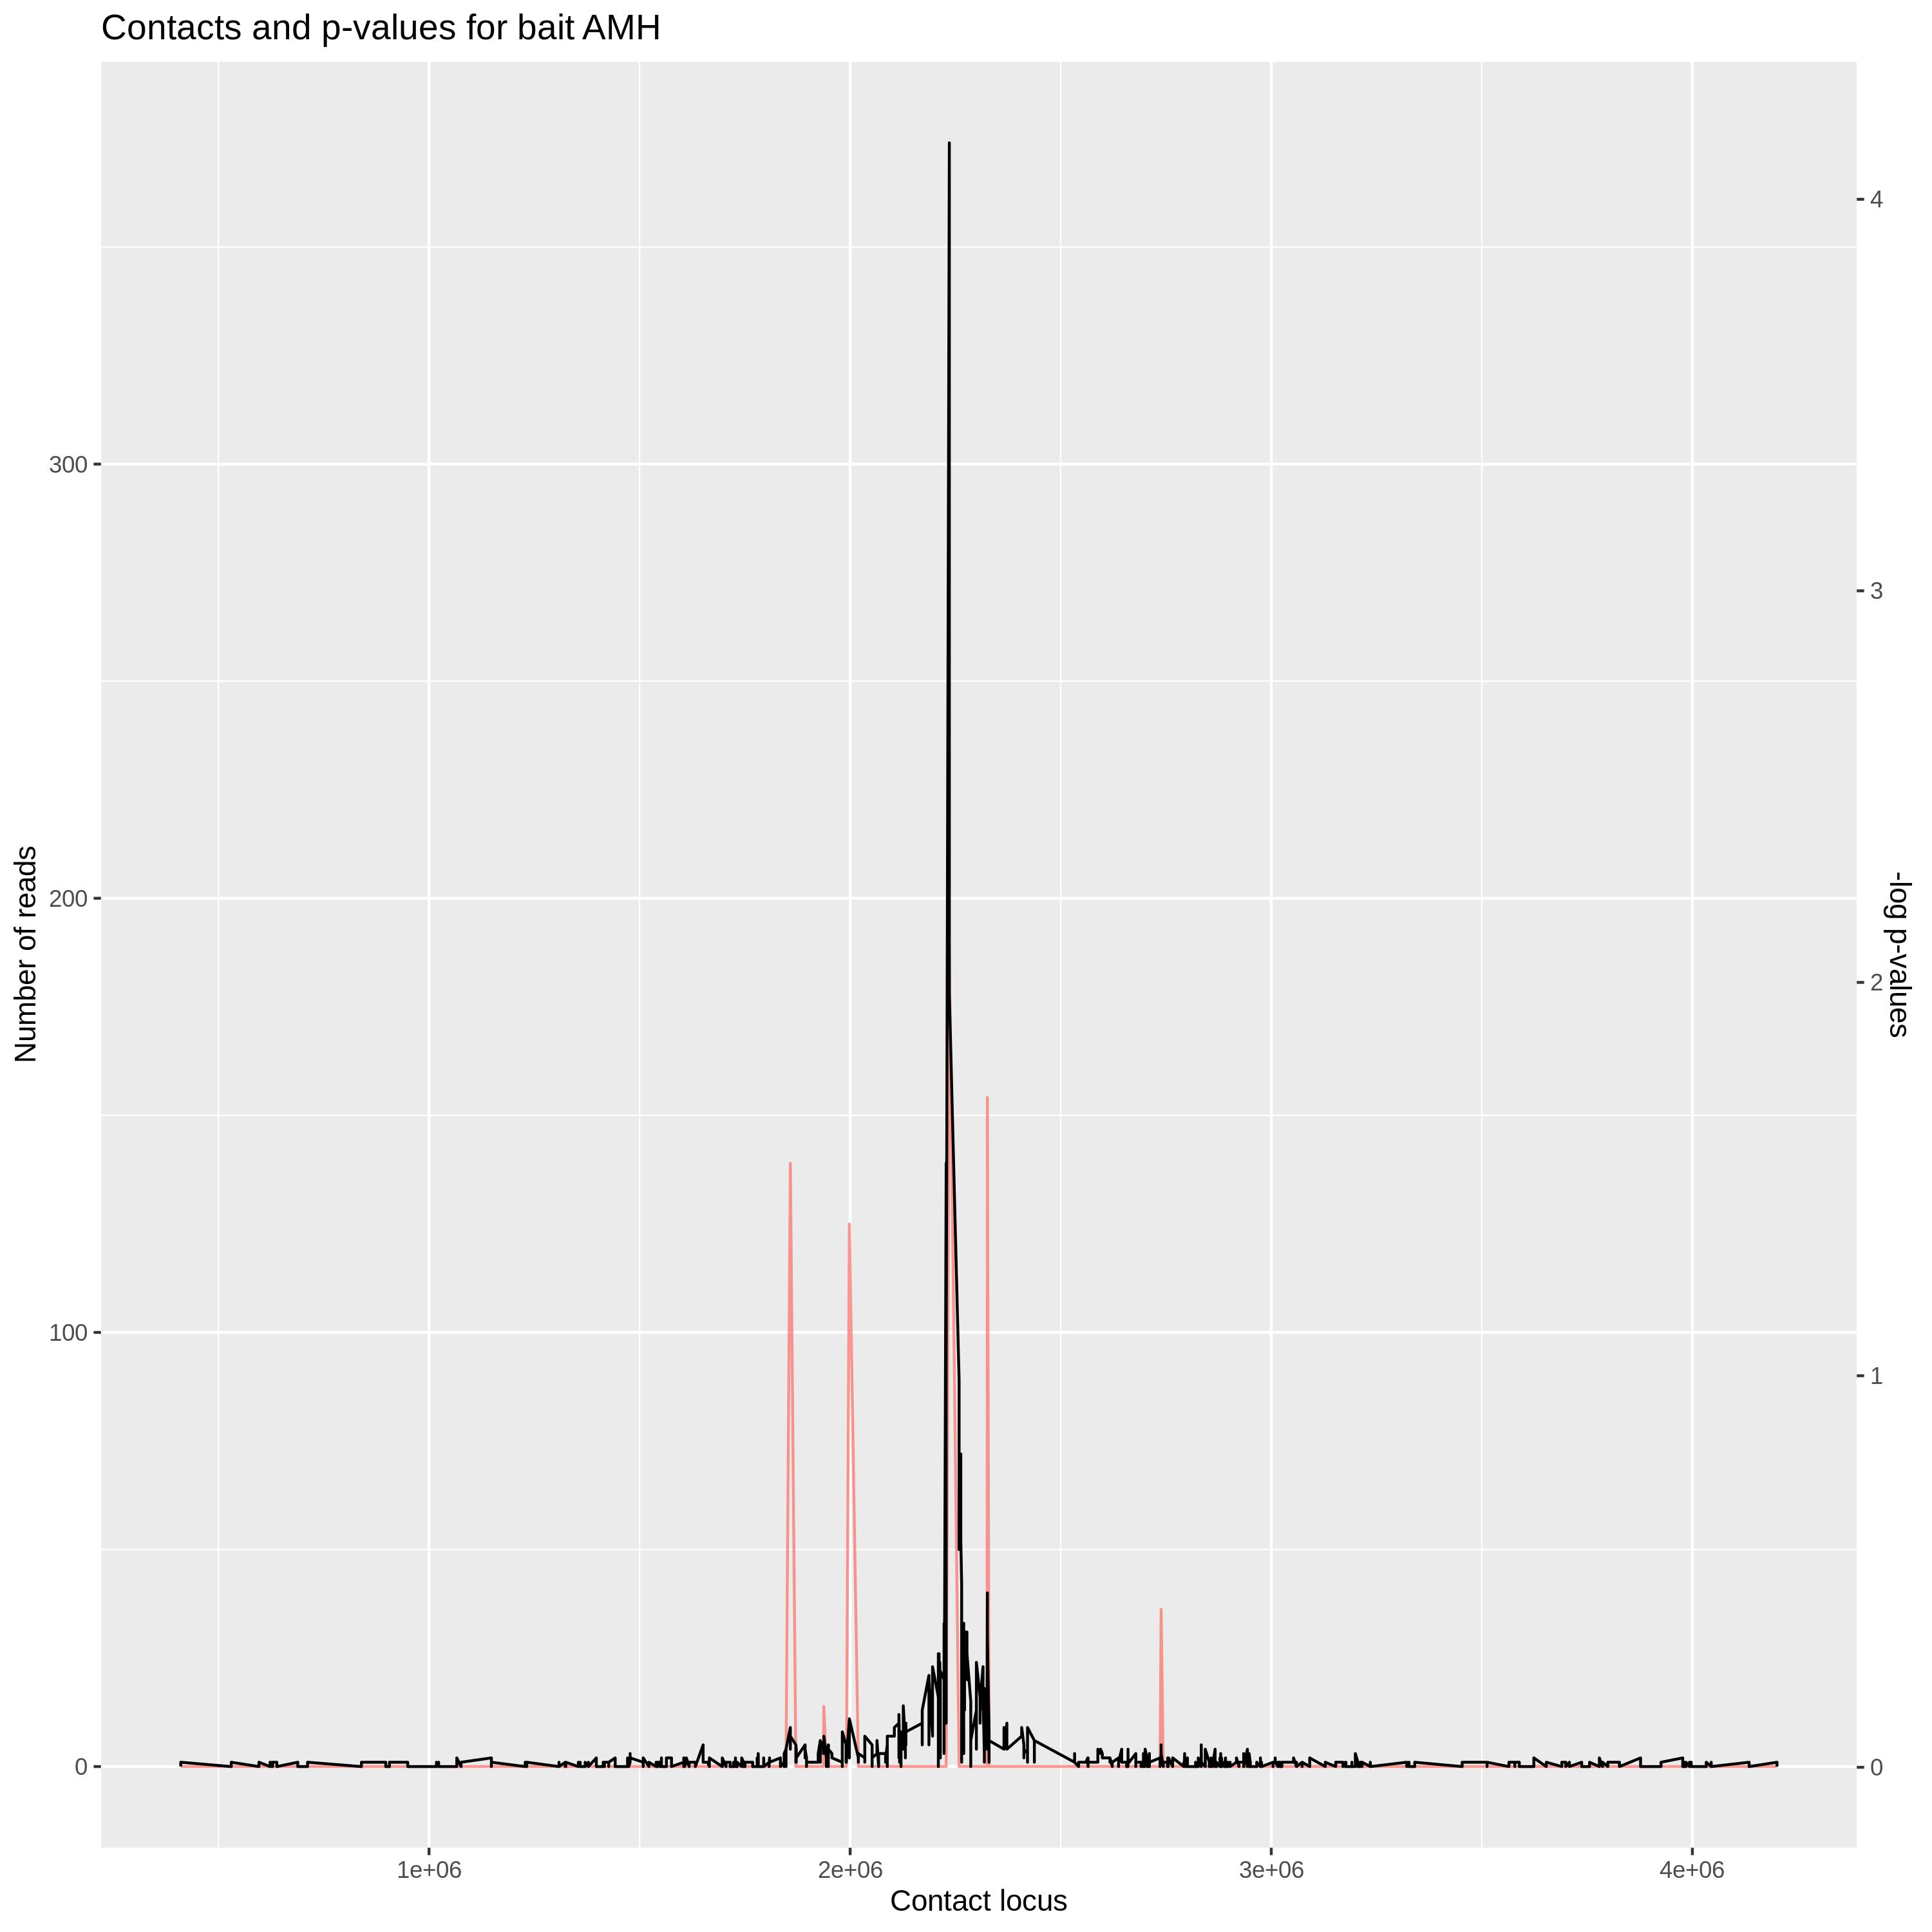 Contacts and p-values for bait AMH
Number of reads
300
200
100
0
4
3
2
1
0
-log p-values
1e+06
2e+06
3e+06
4e+06
Contact locus